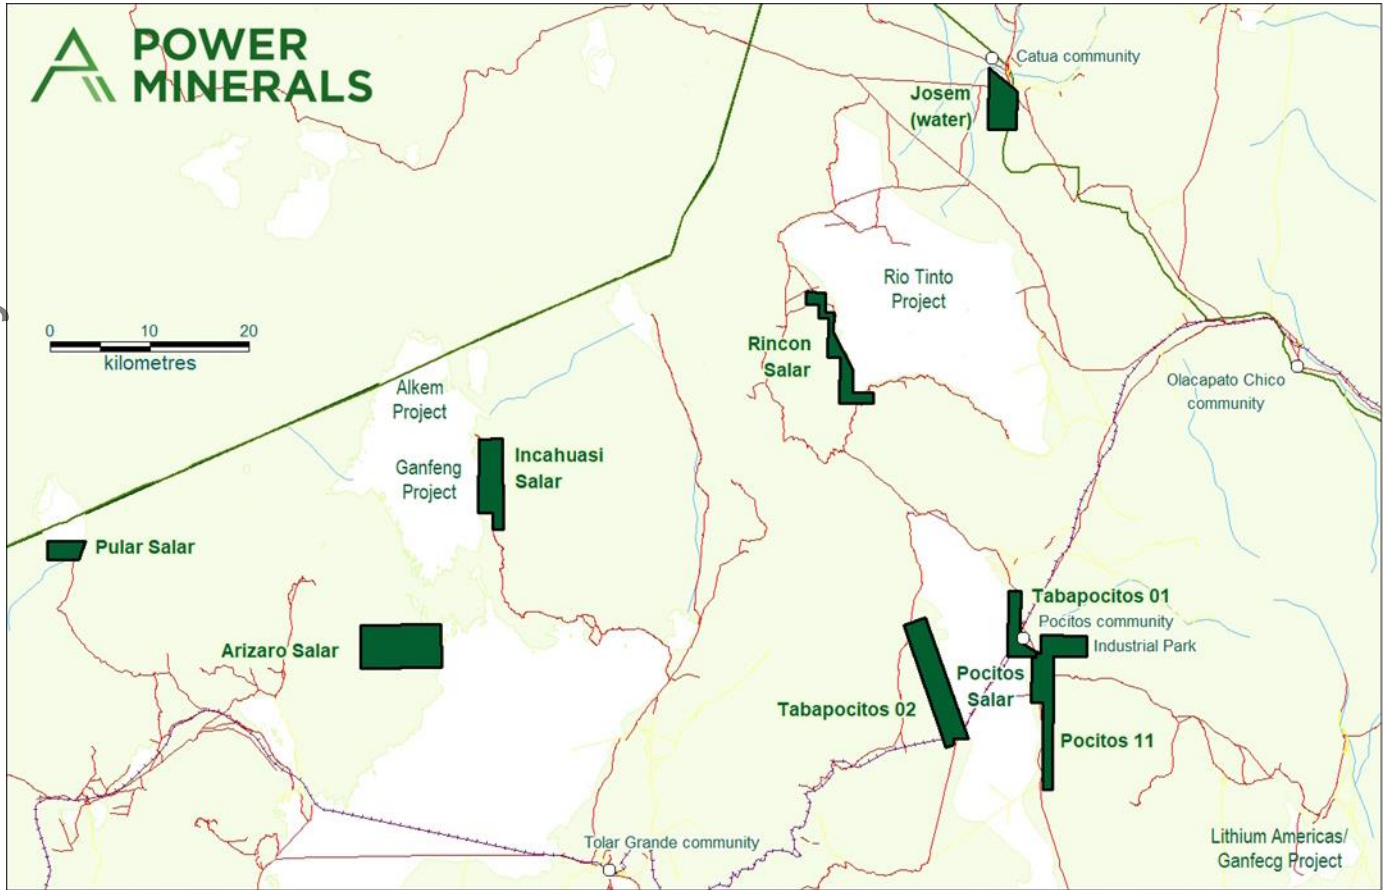 POWER
MINERALS
Catua community
Josem
(water)
Rio Tinto
Project
0 10 20
kilometres
Rincon
Salar
Alkem
Project
Olacapato Chico
community
Ganfeng
Project
Incahuasi
Salar
Pular Salar
Tabapocitos 01
Pocitos community
Industrial Park
Arizaro Salar
Pocitos
Salar
Tabapocitos 02
Pocitos 11
Tolar Grande community
Lithium Americas/
Ganfecg Project